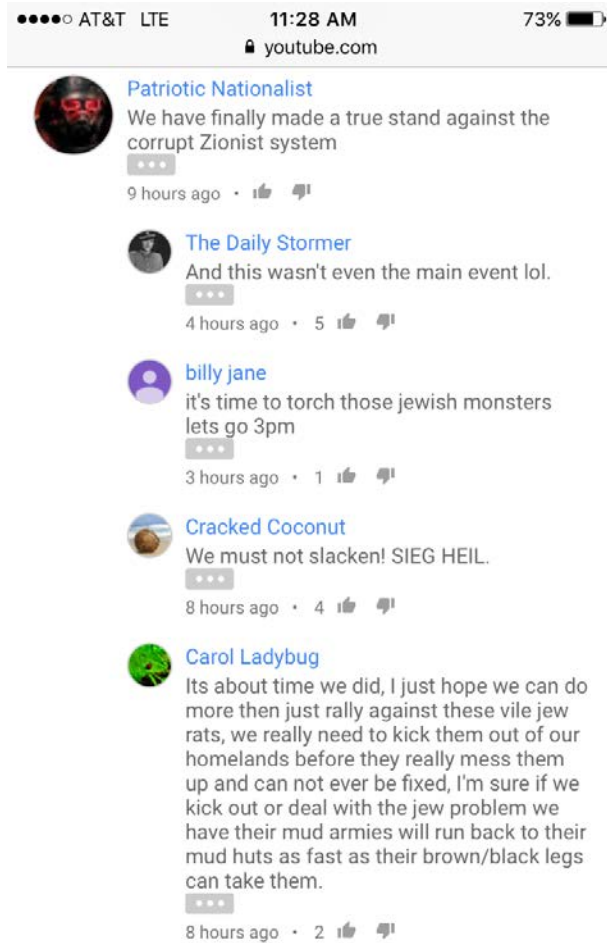 AT&T LTE 11:28 AM 73%
youtube.com
Patriotic Nationalist
We have finally made a true stand against the
corrupt Zionist system
9 hours ago •
The Daily Stormer
And this wasn't even the main event lol.
4 hours ago • 5
billy jane
it's time to torch those jewish monsters
lets go 3pm
3 hours ago • 1
Cracked Coconut
We must not slacken! SIEG HEIL.
8 hours ago • 4
Carol Ladybug
Its about time we did, I just hope we can do
more then just rally against these vile jew
rats, we really need to kick them out of our
homelands before they really mess them
up and can not ever be fixed, I'm sure if we
kick out or deal with the jew problem we
have their mud armies will run back to their
mud huts as fast as their brown/black legs
can take them.
8 hours ago • 2